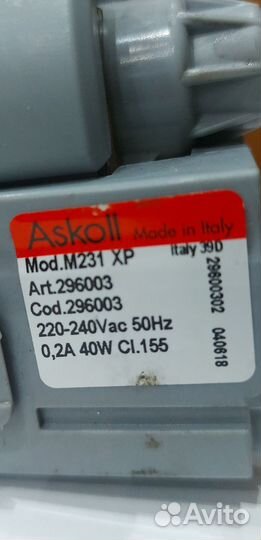 Askoll Made in Italy
Mod.M231 XP Italy 39D
Art.296003
Cod.296003
220-240Vac 50Hz
0,2A 40W Cl.155
29600302 040618
Avito